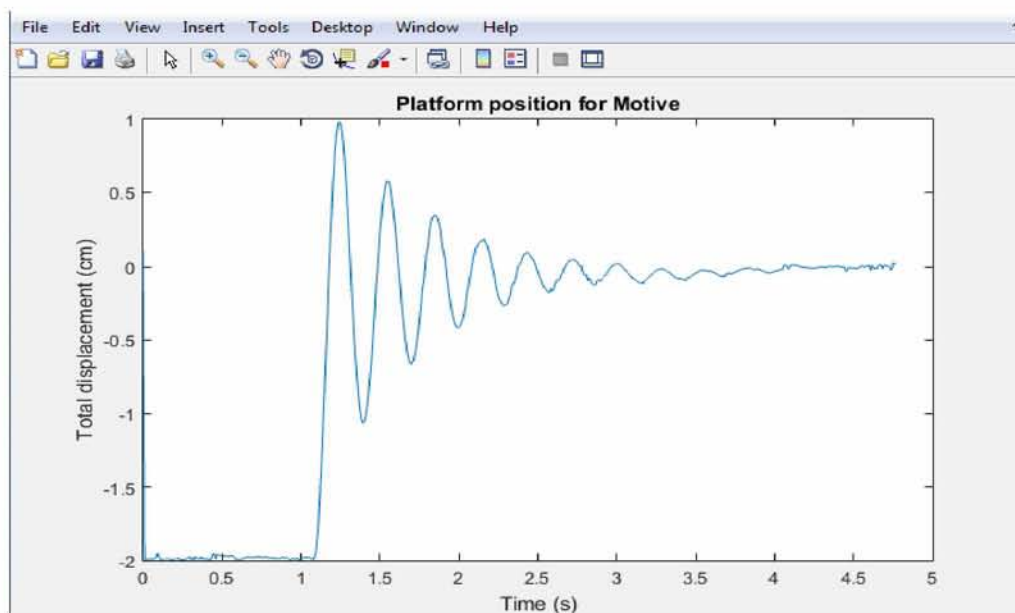 File Edit View Insert Tools Desktop Window Help
Platform position for Motive
Total displacement (cm)
1
0.5
0
-0.5
-1
-1.5
-2
0 0.5 1 1.5 2 2.5 3 3.5 4 4.5 5
Time (s)